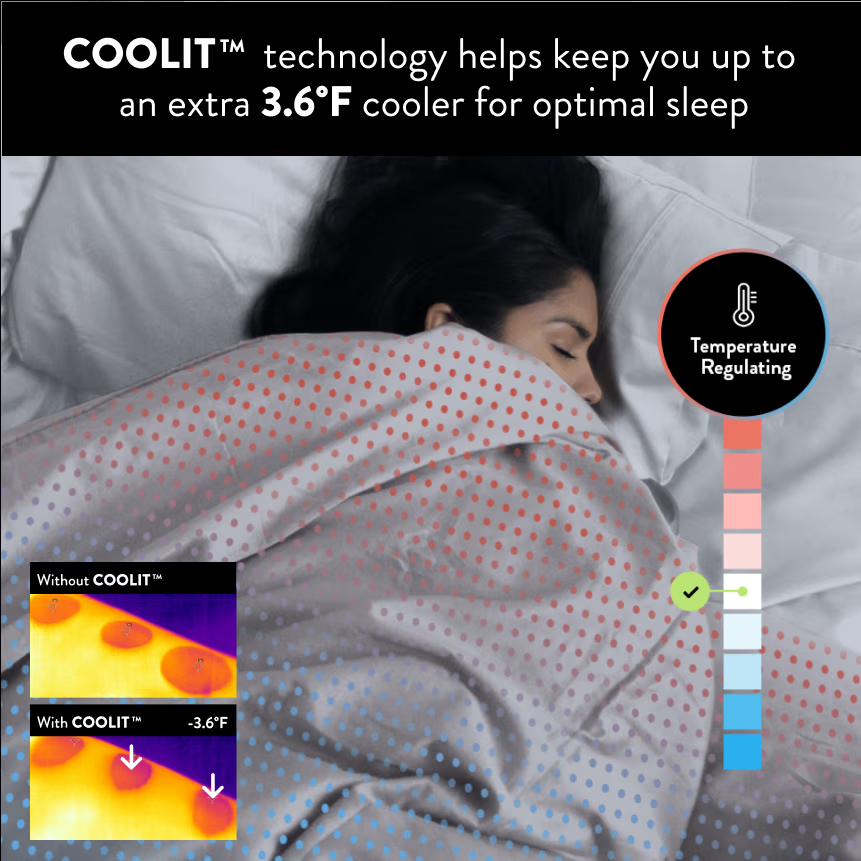 COOLIT™ technology helps keep you up to
an extra 3.6°F cooler for optimal sleep
Temperature
Regulating
Without COOLIT™
With COOLIT™ -3.6°F